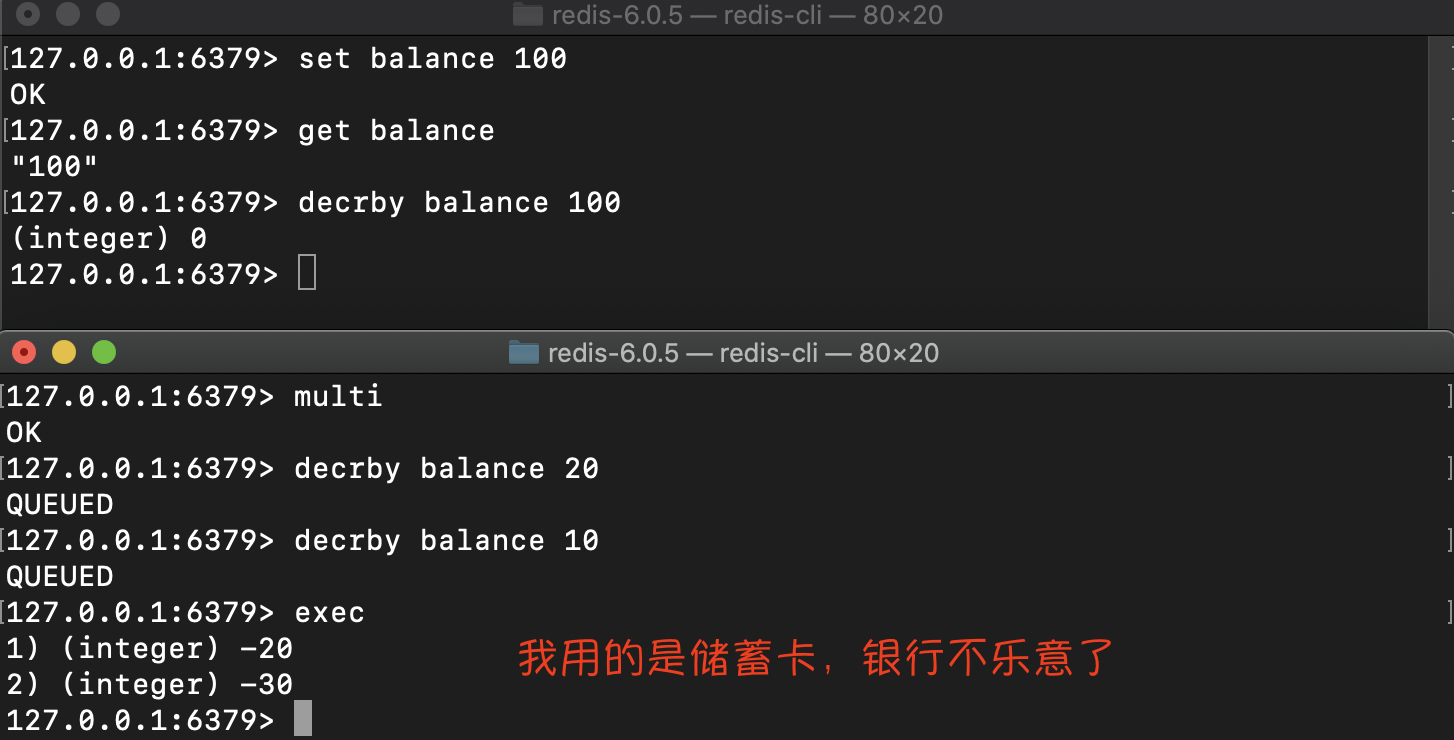 redis-6.0.5 — redis-cli — 80×20
127.0.0.1:6379> set balance 100
OK
127.0.0.1:6379> get balance
"100"
127.0.0.1:6379> decrby balance 100
(integer) 0
127.0.0.1:6379>
redis-6.0.5 — redis-cli — 80×20
127.0.0.1:6379> multi
OK
127.0.0.1:6379> decrby balance 20
QUEUED
127.0.0.1:6379> decrby balance 10
QUEUED
127.0.0.1:6379> exec
1) (integer) -20
我用的是储蓄卡，银行不乐意了
2) (integer) -30
127.0.0.1:6379>